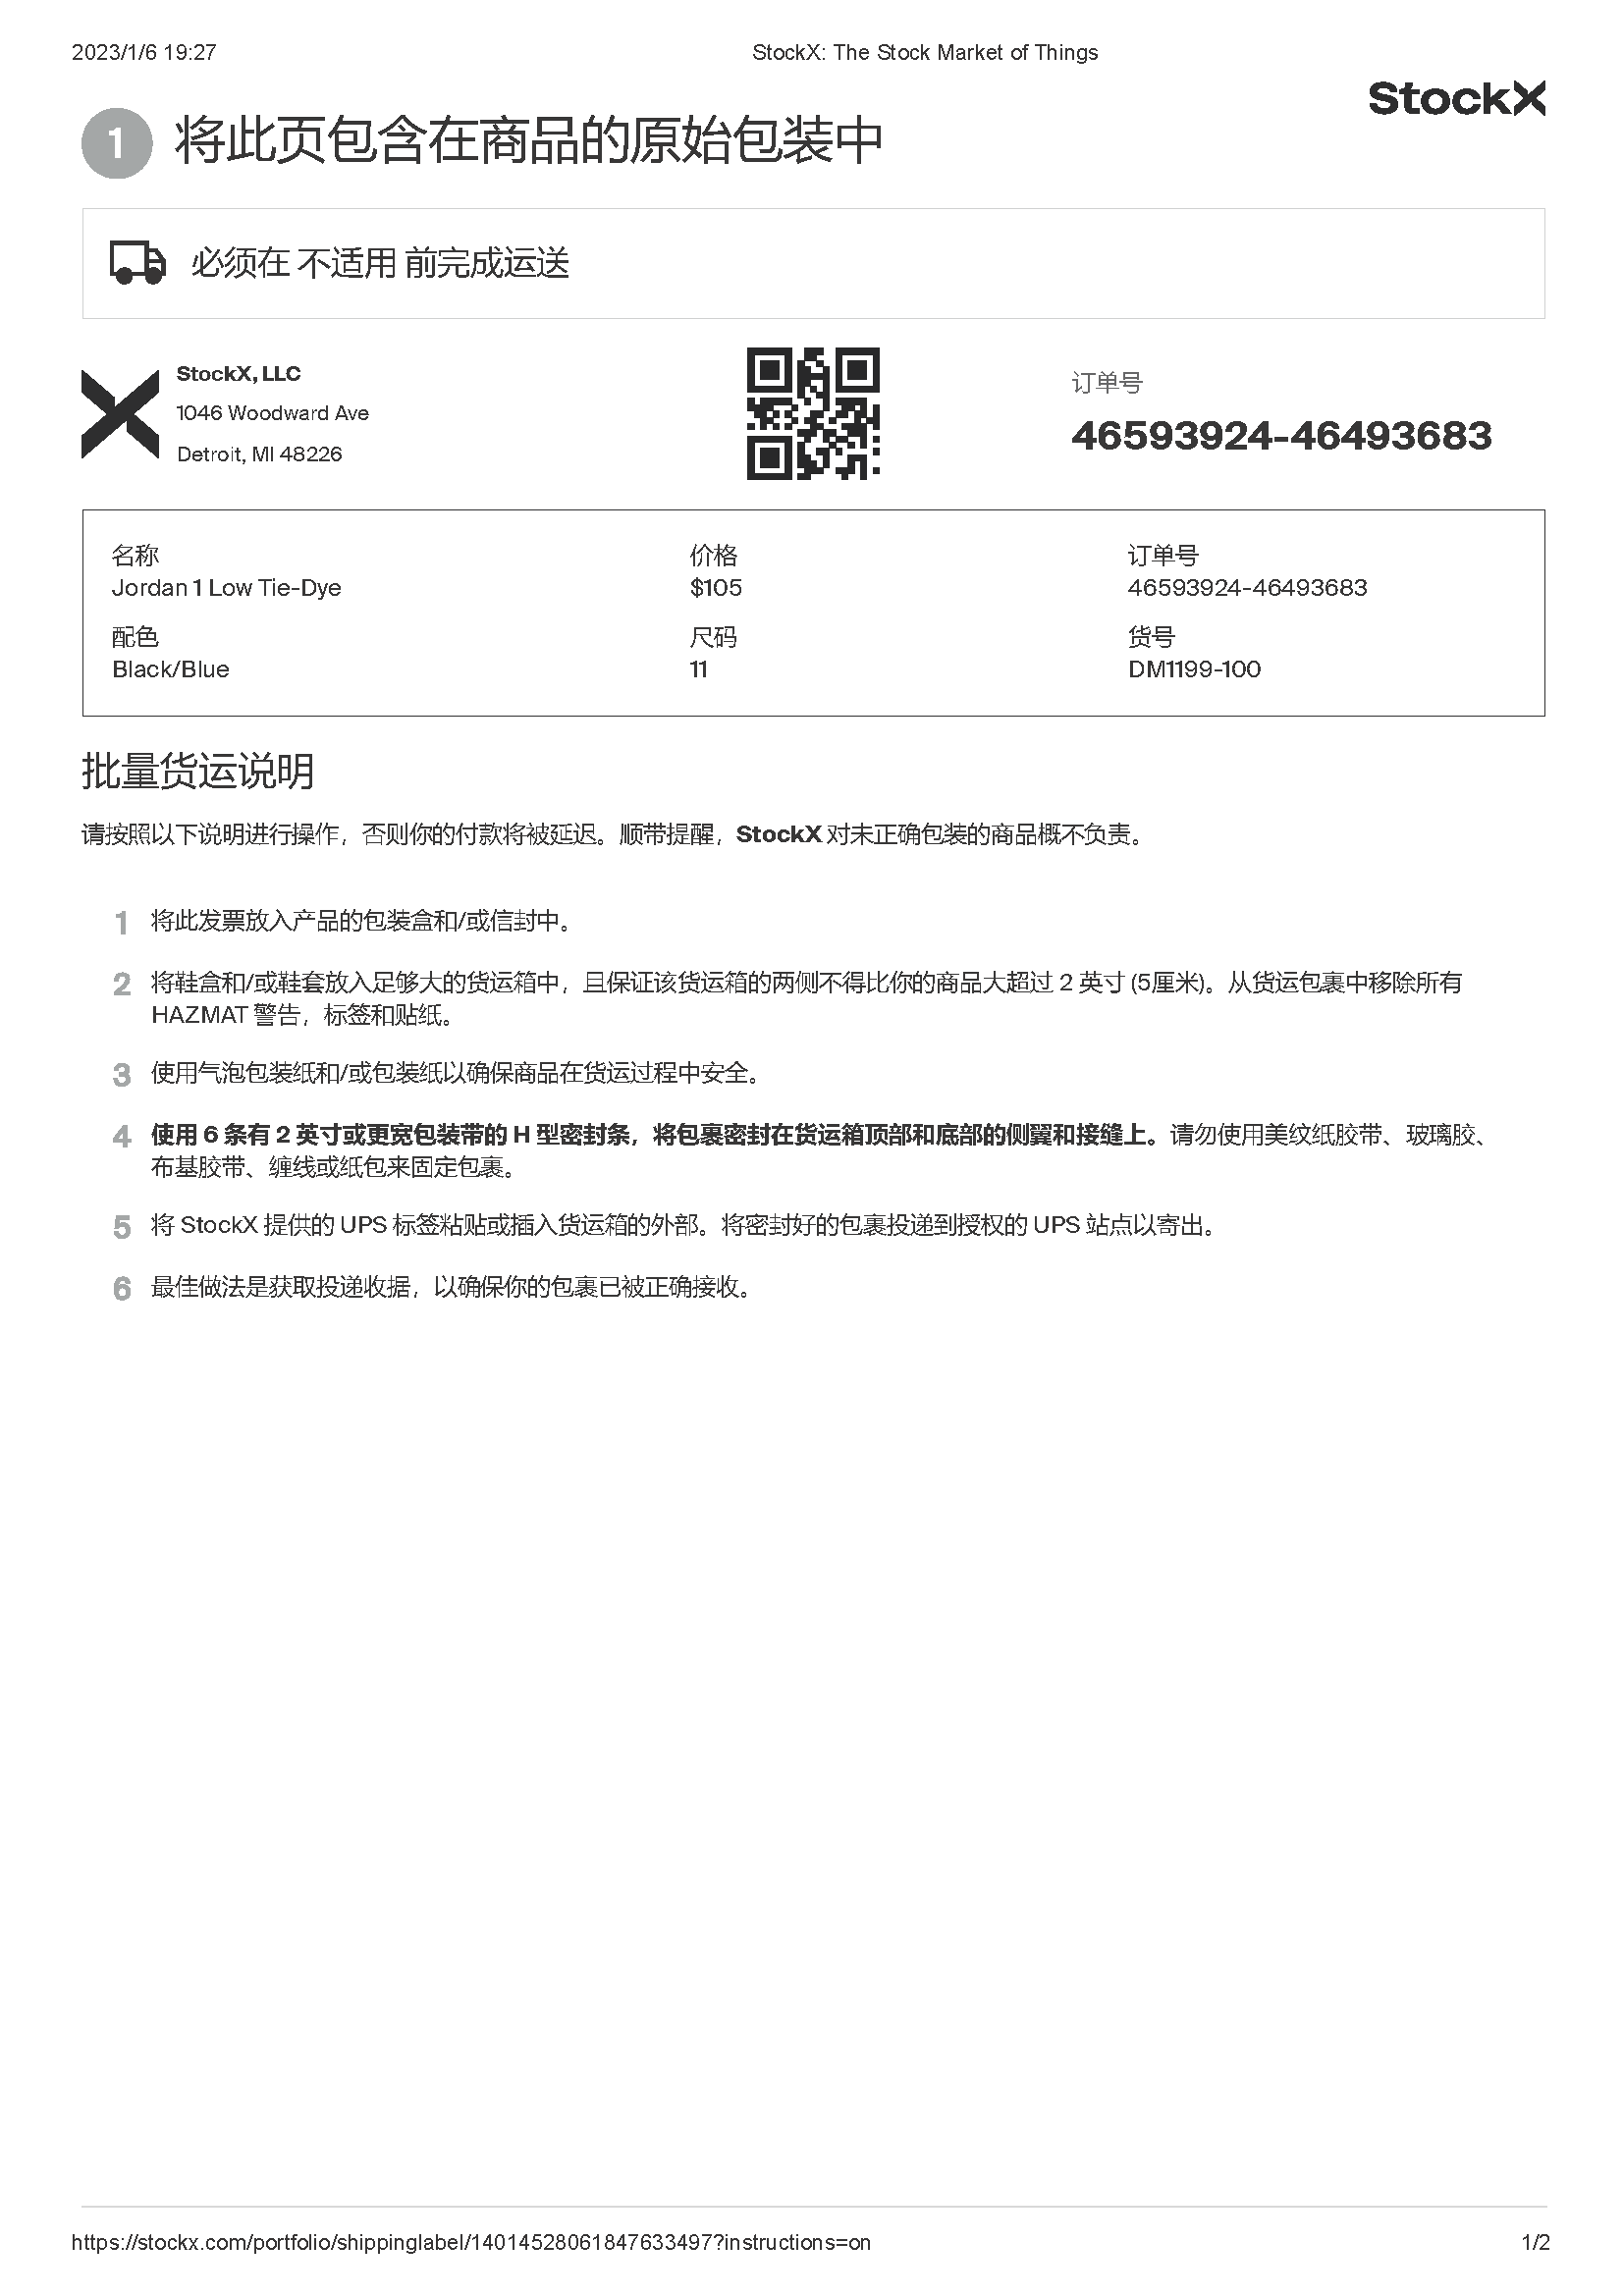 2023/1/6 19:27
StockX: The Stock Market of Things
StockX
1 将此页包含在商品的原始包装中
必须在 不适用 前完成运送
StockX, LLC
1046 Woodward Ave
Detroit, MI 48226
订单号
46593924-46493683
名称
Jordan 1 Low Tie-Dye
价格
$105
订单号
46593924-46493683
配色
Black/Blue
尺码
11
货号
DM1199-100
批量货运说明
请按照以下说明进行操作，否则你的付款将被延迟。顺带提醒，StockX 对未正确包装的商品概不负责。
1 将此发票放入产品的包装盒和/或信封中。
2 将鞋盒和/或鞋套放入足够大的货运箱中，且保证该货运箱的两侧不得比你的商品大超过 2 英寸 (5厘米)。从货运包裹中移除所有
HAZMAT 警告，标签和贴纸。
3 使用气泡包装纸和/或包装纸以确保商品在货运过程中安全。
4 使用 6 条有 2 英寸或更宽包装带的 H 型密封条，将包裹密封在货运箱顶部和底部的侧翼和接缝上。请勿使用美纹纸胶带、玻璃胶、
布基胶带、缠线或纸包来固定包裹。
5 将 StockX 提供的 UPS 标签粘贴或插入货运箱的外部。将密封好的包裹投递到授权的 UPS 站点以寄出。
6 最佳做法是获取投递收据，以确保你的包裹已被正确接收。
https://stockx.com/portfolio/shippinglabel/14014528061847633497?instructions=on
1/2